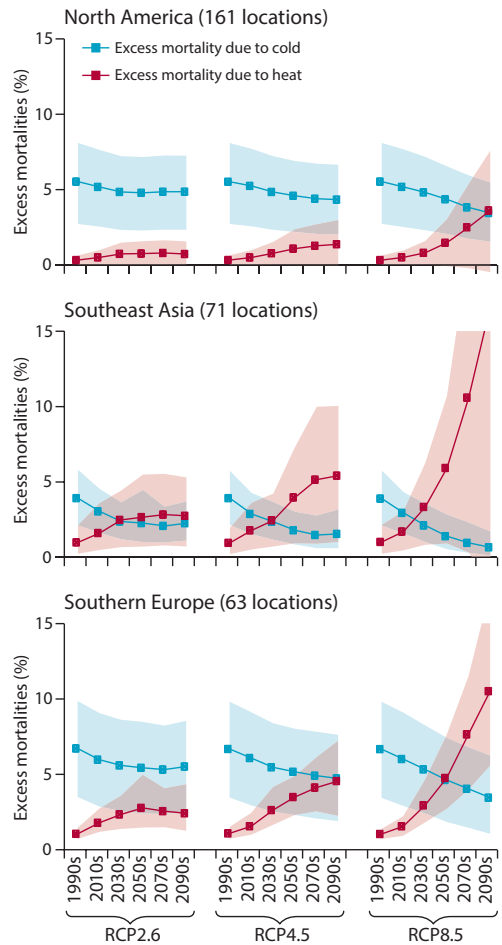 North America (161 locations)
15
Excess mortality due to cold
Excess mortality due to heat
10
5
0
Excess mortalities (%)
Southeast Asia (71 locations)
15
10
5
0
Excess mortalities (%)
Southern Europe (63 locations)
15
10
5
0
Excess mortalities (%)
1990s 2010s 2030s 2050s 2070s 2090s 1990s 2010s 2030s 2050s 2070s 2090s 1990s 2010s 2030s 2050s 2070s 2090s
RCP2.6 RCP4.5 RCP8.5